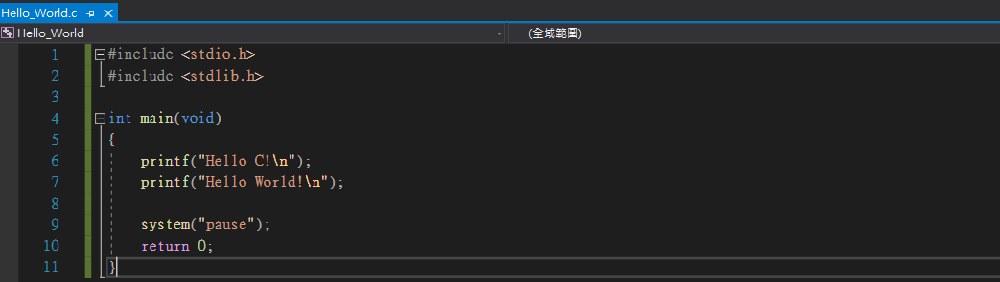 Hello_World.c
Hello_World (全域範圍)
1 #include <stdio.h>
2 #include <stdlib.h>
3
4 int main(void)
5 {
6 printf("Hello C!\n");
7 printf("Hello World!\n");
8
9 system("pause");
10 return 0;
11 }